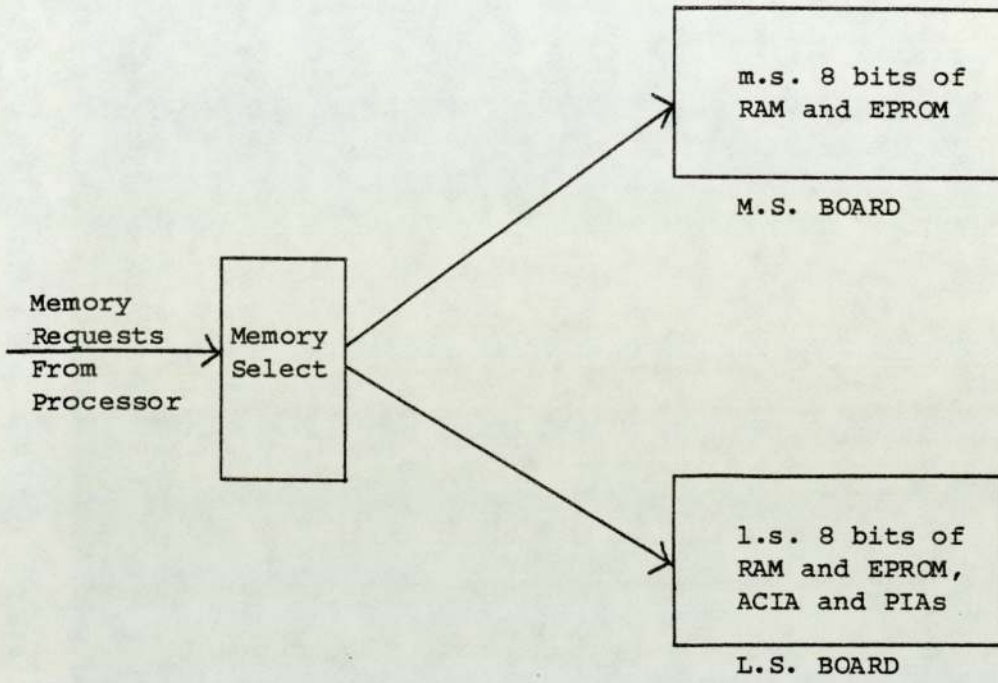 m.s. 8 bits of
RAM and EPROM
M.S. BOARD
Memory
Requests
From
Processor
Memory
Select
l.s. 8 bits of
RAM and EPROM,
ACIA and PIAs
L.S. BOARD